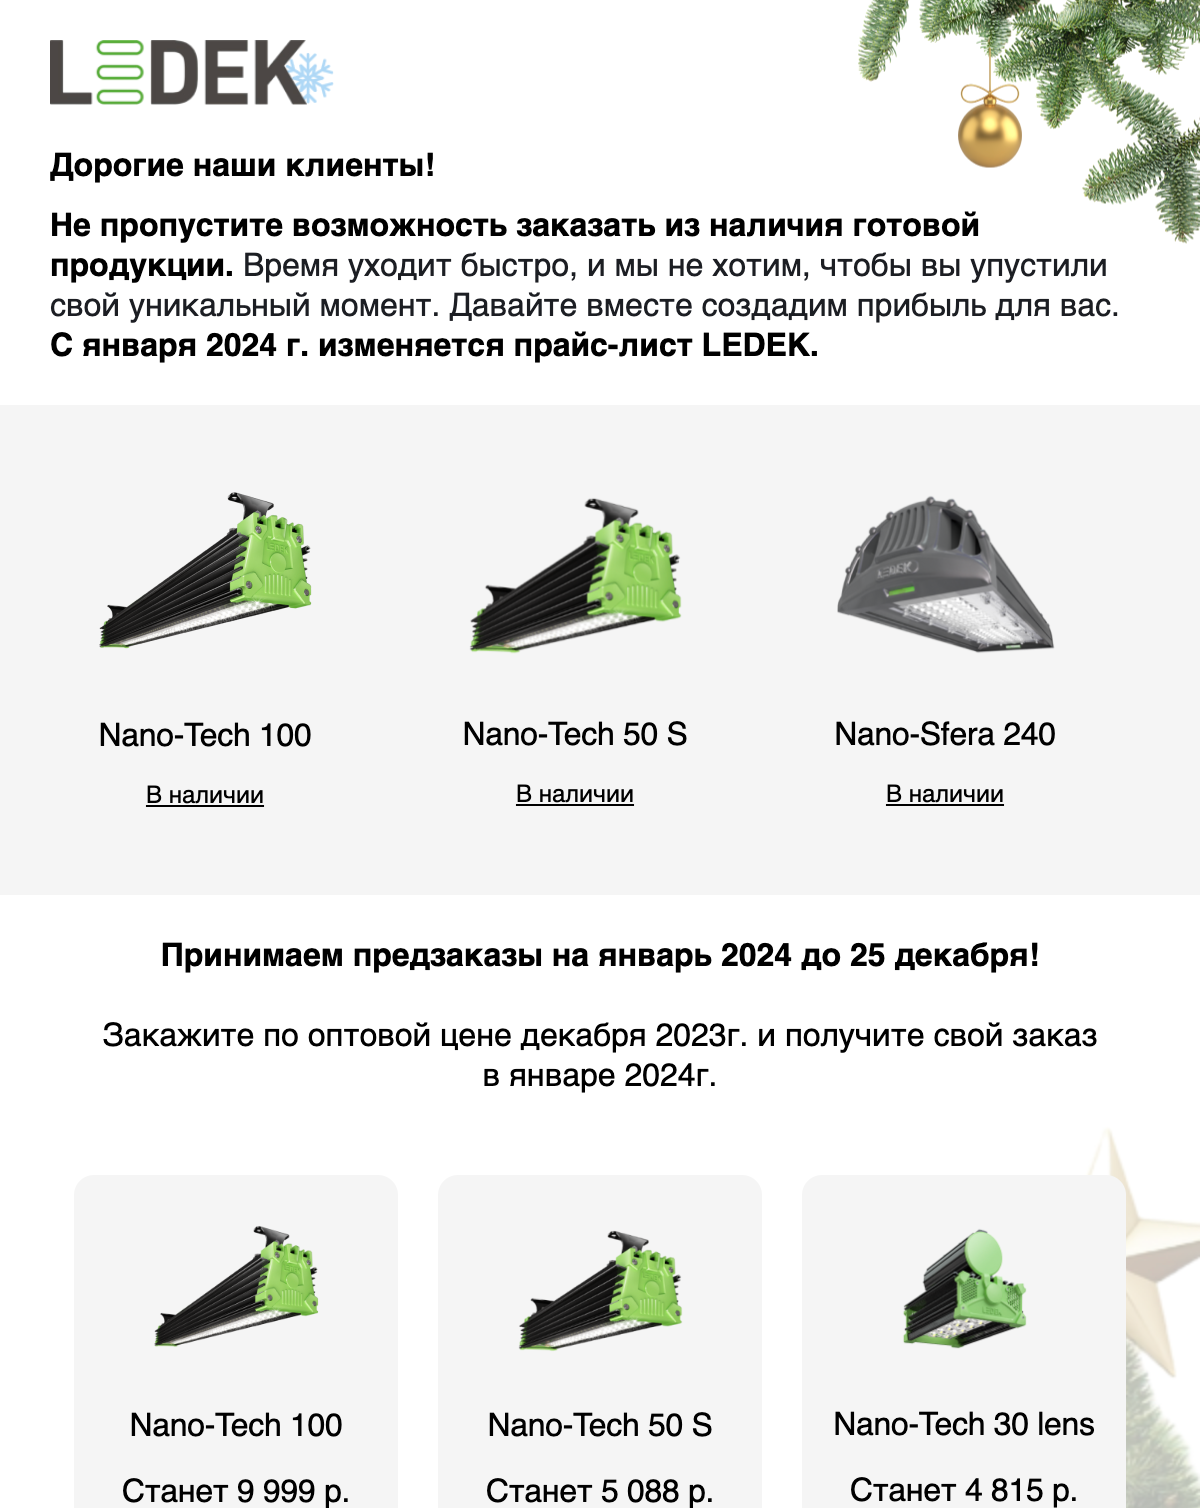 LEDEK
Дорогие наши клиенты!
Не пропустите возможность заказать из наличия готовой
продукции. Время уходит быстро, и мы не хотим, чтобы вы упустили
свой уникальный момент. Давайте вместе создадим прибыль для вас.
С января 2024 г. изменяется прайс-лист LEDEK.
LEDEK
Nano-Tech 100
Nano-Tech 50 S
Nano-Sfera 240
В наличии
В наличии
В наличии
Принимаем предзаказы на январь 2024 до 25 декабря!
Закажите по оптовой цене декабря 2023г. и получите свой заказ
в январе 2024г.
Nano-Tech 100
Nano-Tech 50 S
Nano-Tech 30 lens
Станет 9 999 р.
Станет 5 088 р.
Станет 4 815 р.